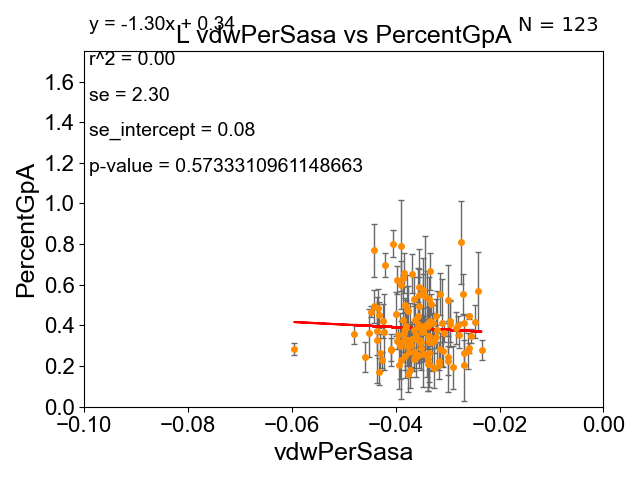 y = -1.30x + 0.34
N = 123
L vdwPerSasa vs PercentGpA
r^2 = 0.00
se = 2.30
se_intercept = 0.08
p-value = 0.5733310961148663
PercentGpA
1.6
1.4
1.2
1.0
0.8
0.6
0.4
0.2
0.0
−0.10 −0.08 −0.06 −0.04 −0.02 0.00
vdwPerSasa